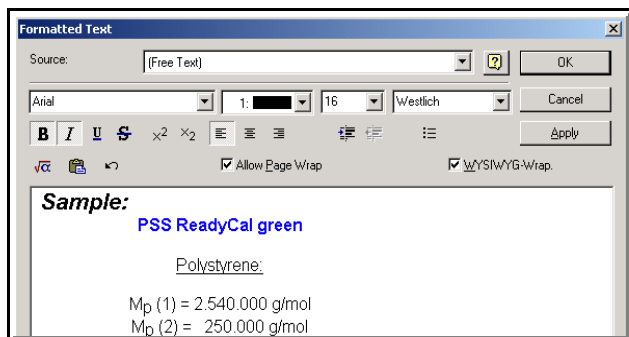 Formatted Text
Source: (Free Text) OK
Arial 1: 16 Westlich Cancel
B I U S x2 x2 Apply
√α Allow Page Wrap WYSIWYG-Wrap.
Sample:
PSS ReadyCal green
Polystyrene:
Mp (1) = 2.540.000 g/mol
Mp (2) = 250.000 g/mol